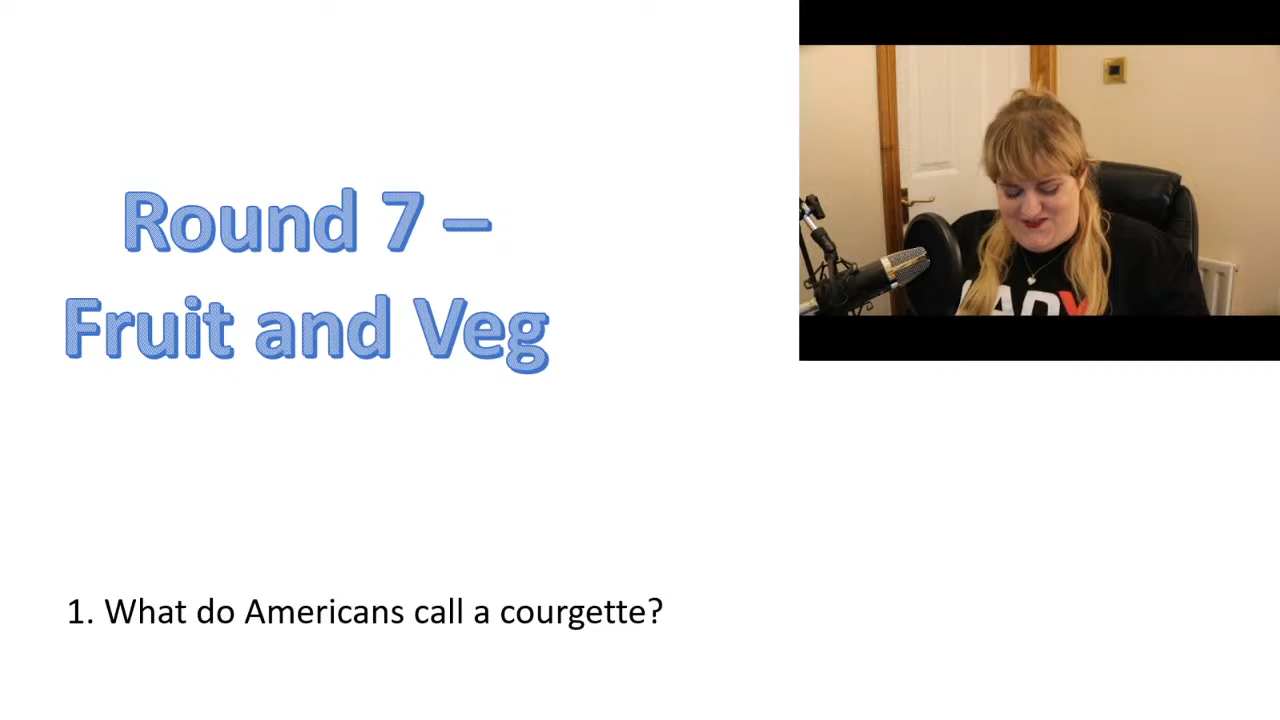 Round 7 –
Fruit and Veg
1. What do Americans call a courgette?